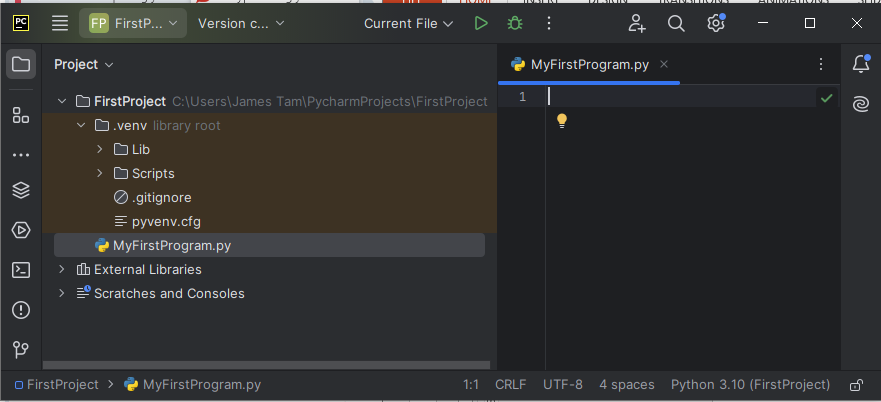 PC FP FirstP... Version c... Current File
Project
MyFirstProgram.py
FirstProject C:\Users\James Tam\PycharmProjects\FirstProject
1
.venv library root
Lib
Scripts
.gitignore
pyvenv.cfg
MyFirstProgram.py
External Libraries
Scratches and Consoles
FirstProject > MyFirstProgram.py 1:1 CRLF UTF-8 4 spaces Python 3.10 (FirstProject)